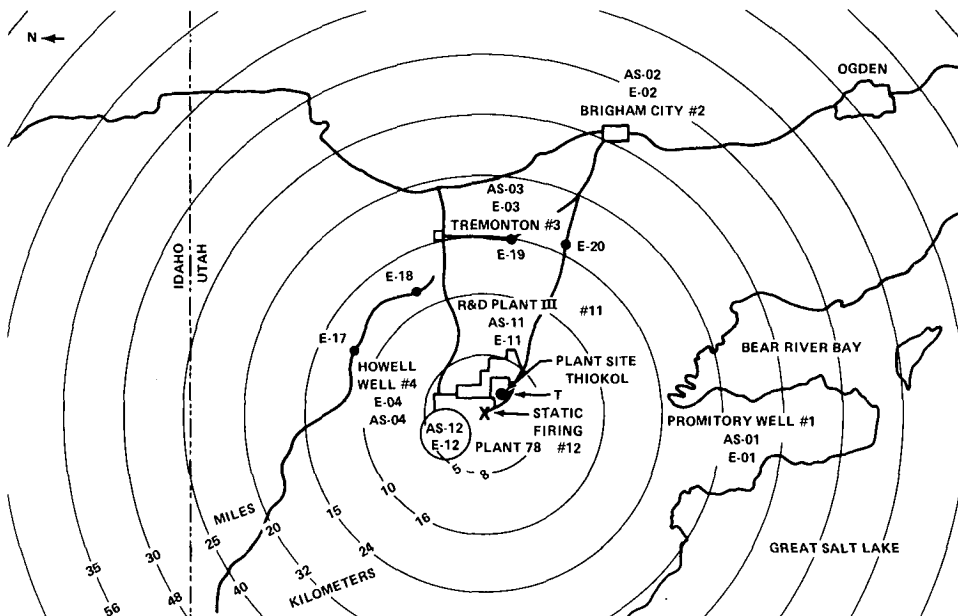 N
AS-02
E-02
BRIGHAM CITY #2
OGDEN
AS-03
E-03
TREMONTON #3
E-19
E-20
IDAHO
UTAH
E-18
E-17
R&D PLANT III #11
AS-11
E-11
BEAR RIVER BAY
PLANT SITE
THIOKOL
HOWELL
WELL #4
E-04
AS-04
T
X
STATIC
FIRING
#12
AS-12
E-12
PLANT 78
PROMITORY WELL #1
AS-01
E-01
GREAT SALT LAKE
MILES
5
10
15
20
25
30
35
KILOMETERS
8
16
24
32
40
48
56